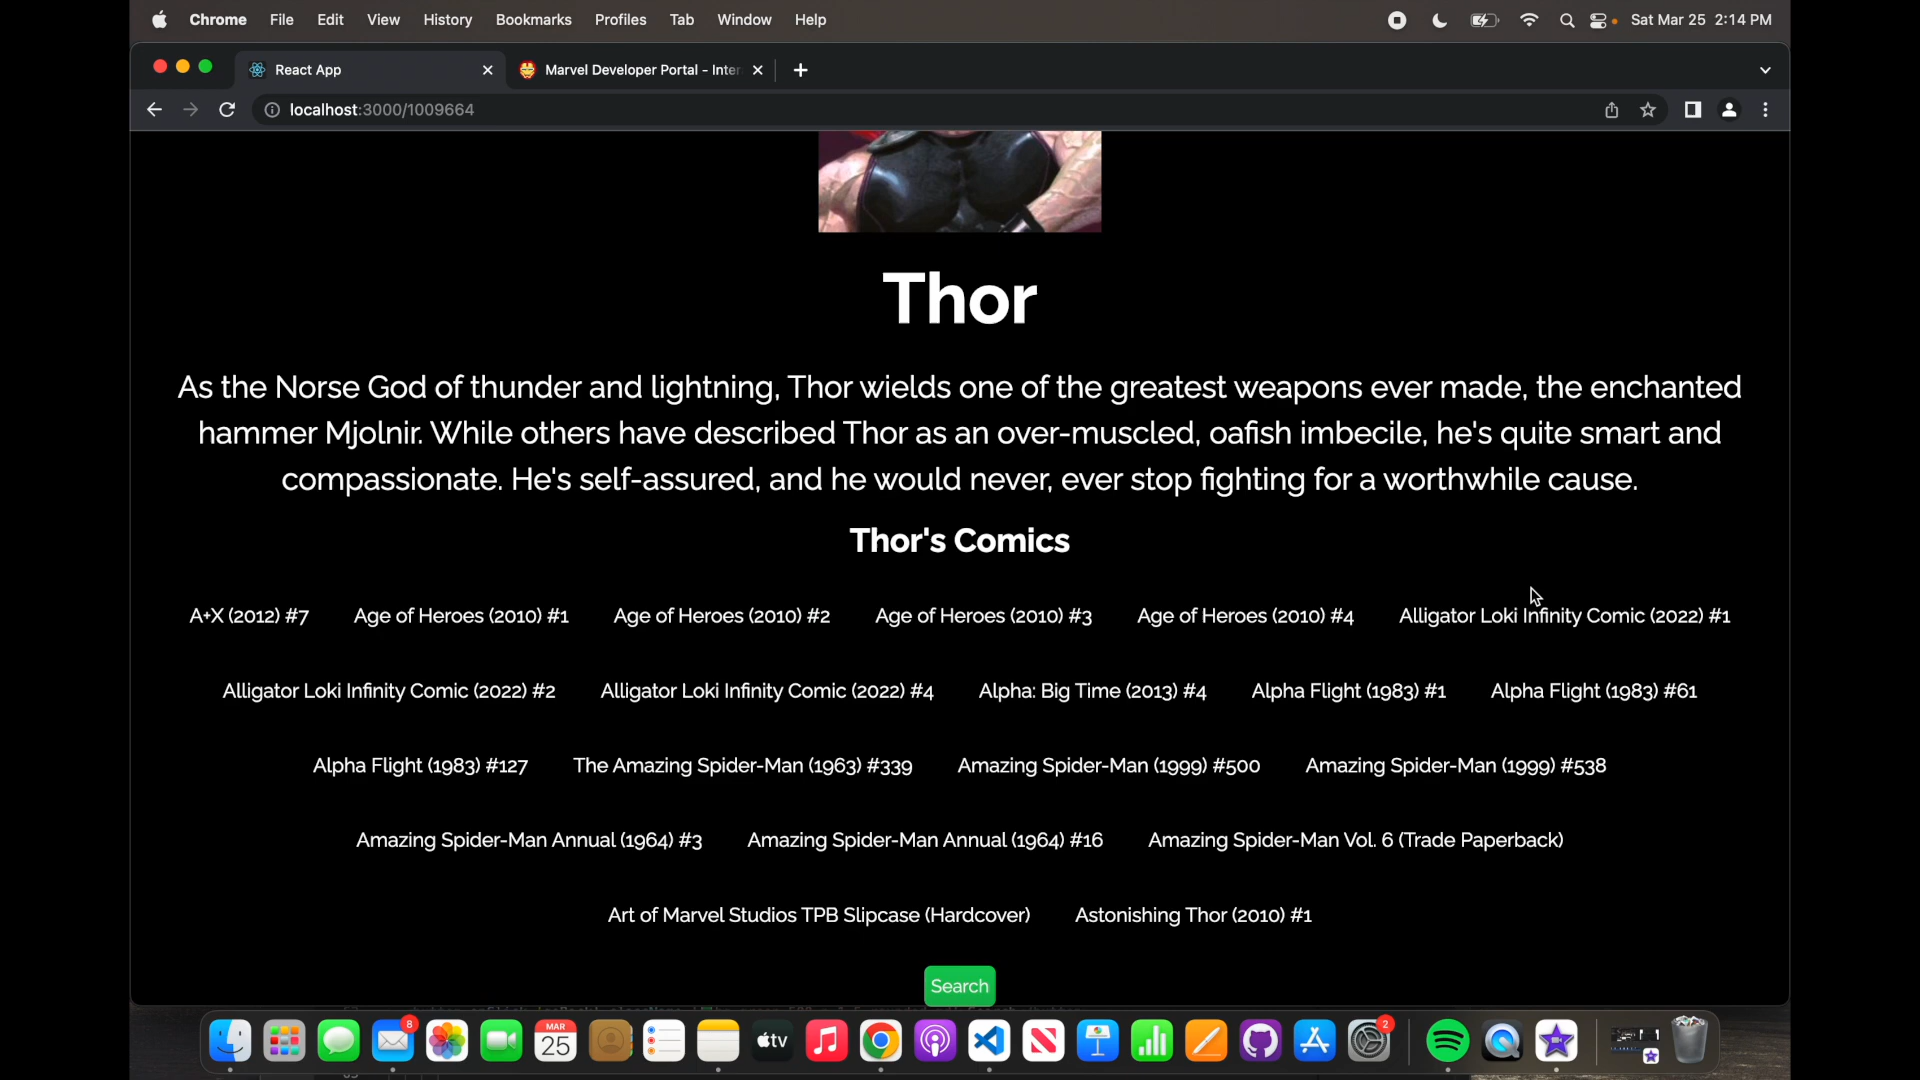 Chrome File Edit View History Bookmarks Profiles Tab Window Help Sat Mar 25 2:14 PM
React App Marvel Developer Portal - Inter
localhost:3000/1009664
Thor
As the Norse God of thunder and lightning, Thor wields one of the greatest weapons ever made, the enchanted
hammer Mjolnir. While others have described Thor as an over-muscled, oafish imbecile, he's quite smart and
compassionate. He's self-assured, and he would never, ever stop fighting for a worthwhile cause.
Thor's Comics
A+X (2012) #7 Age of Heroes (2010) #1 Age of Heroes (2010) #2 Age of Heroes (2010) #3 Age of Heroes (2010) #4 Alligator Loki Infinity Comic (2022) #1
Alligator Loki Infinity Comic (2022) #2 Alligator Loki Infinity Comic (2022) #4 Alpha: Big Time (2013) #4 Alpha Flight (1983) #1 Alpha Flight (1983) #61
Alpha Flight (1983) #127 The Amazing Spider-Man (1963) #339 Amazing Spider-Man (1999) #500 Amazing Spider-Man (1999) #538
Amazing Spider-Man Annual (1964) #3 Amazing Spider-Man Annual (1964) #16 Amazing Spider-Man Vol. 6 (Trade Paperback)
Art of Marvel Studios TPB Slipcase (Hardcover) Astonishing Thor (2010) #1
Search
8 MAR 25 tv 2